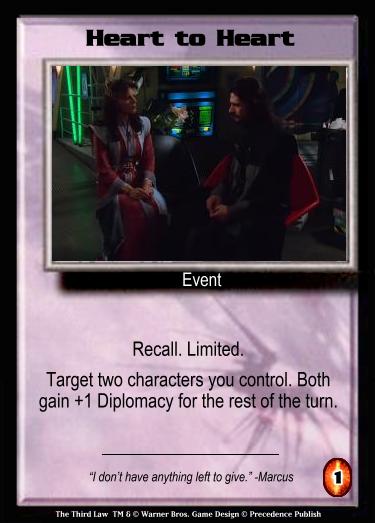 Heart to Heart
Event
Recall. Limited.
Target two characters you control. Both
gain +1 Diplomacy for the rest of the turn.
"I don't have anything left to give." -Marcus
1
The Third Law TM & © Warner Bros. Game Design © Precedence Publish